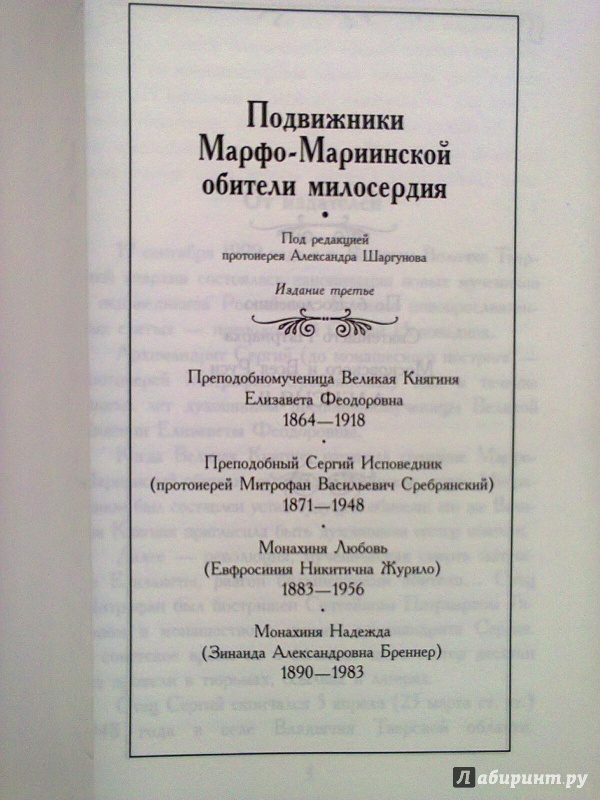 Подвижники
Марфо-Мариинской
обители милосердия
Под редакцией
протоиерея Александра Шаргунова
Издание третье
Преподобномученица Великая Княгиня
Елизавета Феодоровна
1864—1918
Преподобный Сергий Исповедник
(протоиерей Митрофан Васильевич Сребрянский)
1871—1948
Монахиня Любовь
(Евфросиния Никитична Журило)
1883—1956
Монахиня Надежда
(Зинаида Александровна Бреннер)
1890—1983
Лабиринт.ру